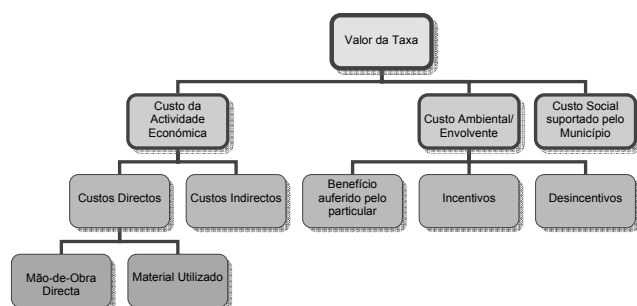 Valor da Taxa
Custo da
Actividade
Económica
Custo Ambiental/
Envolvente
Custo Social
suportado pelo
Município
Custos Directos
Custos Indirectos
Benefício
auferido pelo
particular
Incentivos
Desincentivos
Mão-de-Obra
Directa
Material Utilizado